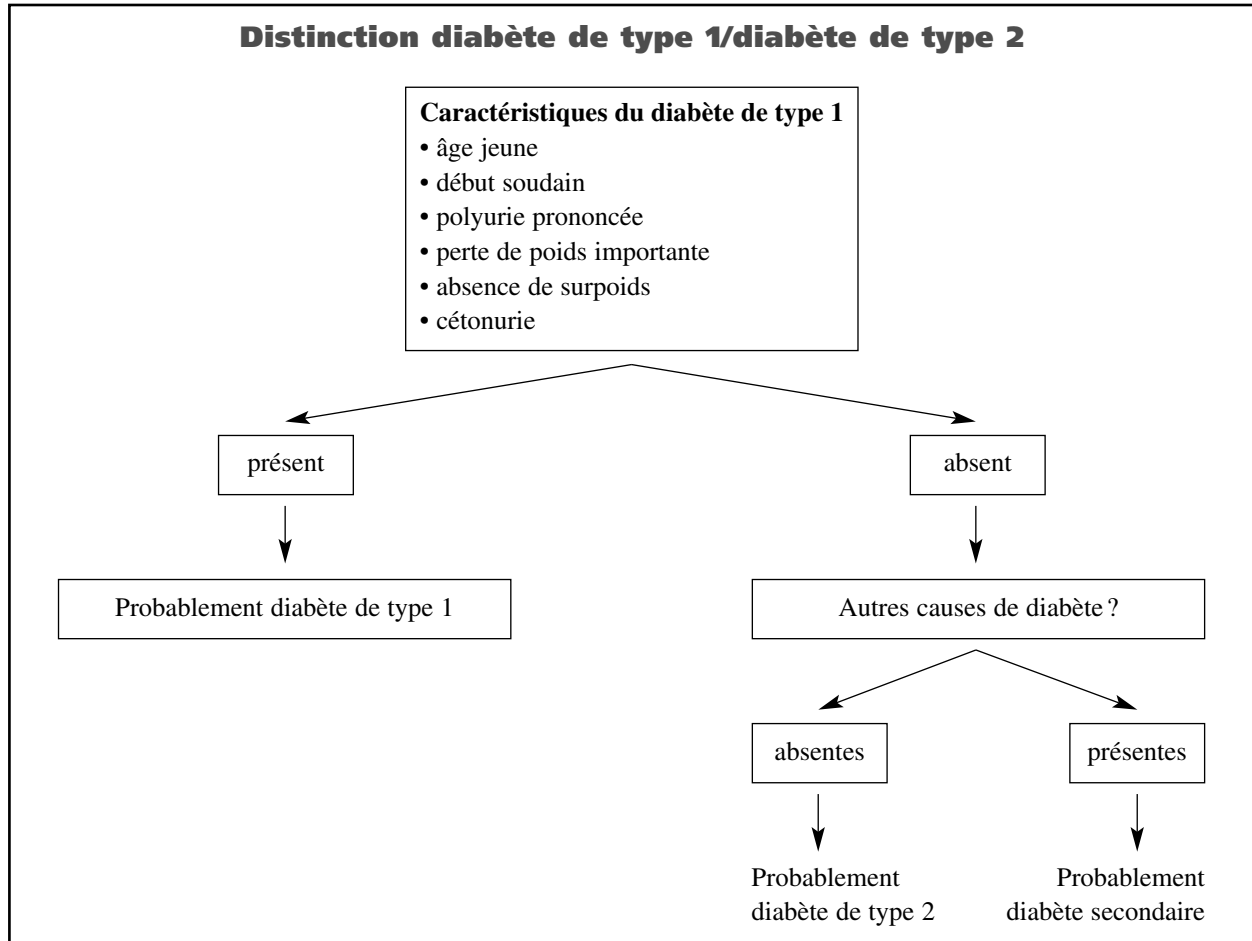 Distinction diabète de type 1/diabète de type 2
Caractéristiques du diabète de type 1
• âge jeune
• début soudain
• polyurie prononcée
• perte de poids importante
• absence de surpoids
• cétonurie
présent
absent
Probablement diabète de type 1
Autres causes de diabète ?
absentes
présentes
Probablement
diabète de type 2
Probablement
diabète secondaire